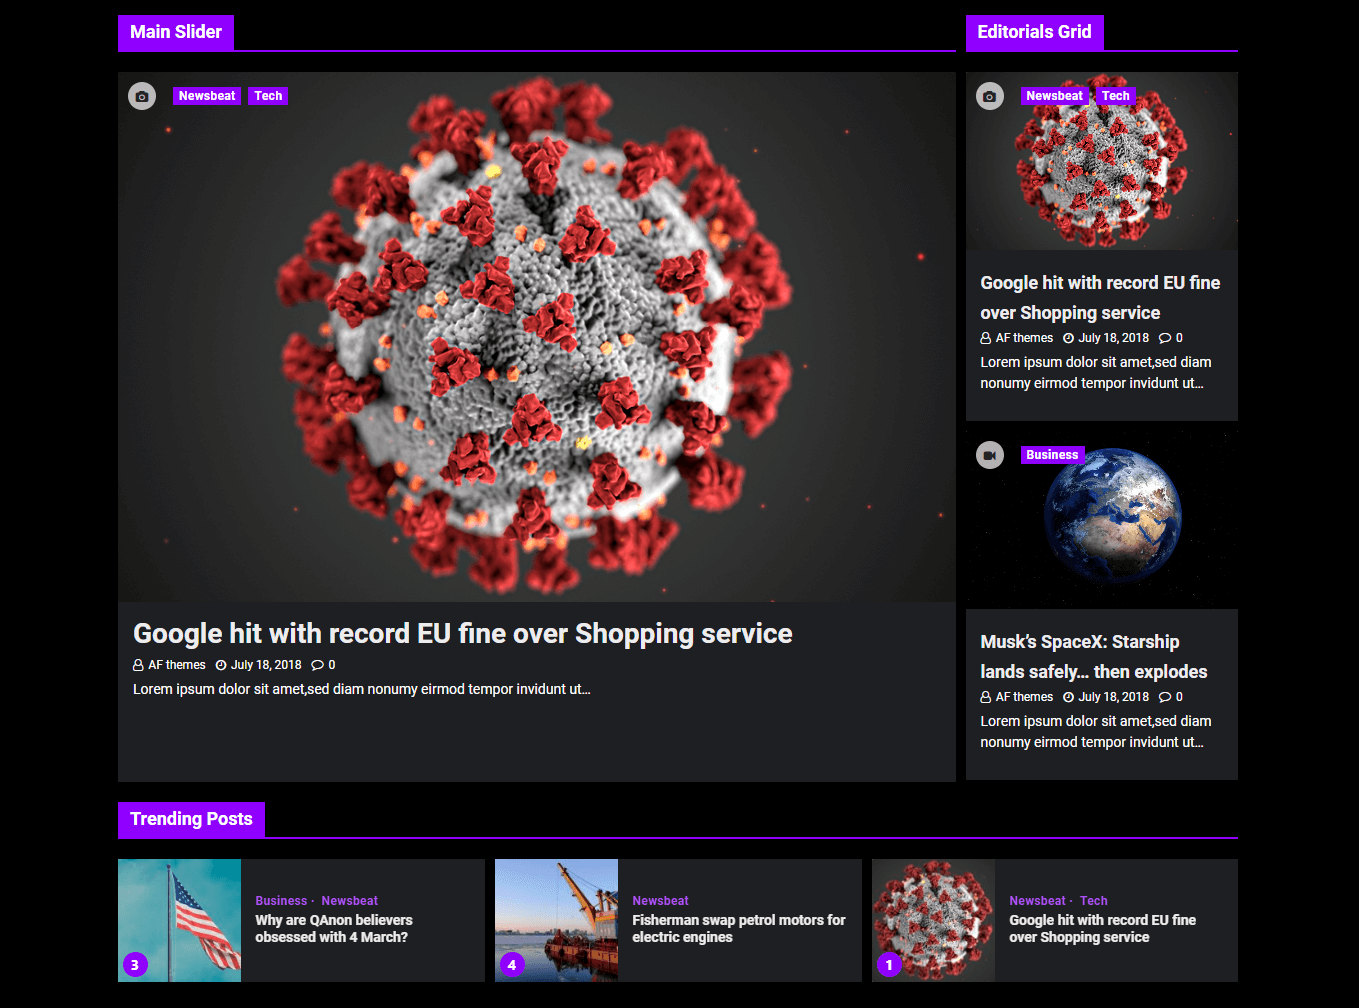 Main Slider
Newsbeat Tech
Google hit with record EU fine over Shopping service
AF themes July 18, 2018 0
Lorem ipsum dolor sit amet,sed diam nonumy eirmod tempor invidunt ut...
Editorials Grid
Newsbeat Tech
Google hit with record EU fine
over Shopping service
AF themes July 18, 2018 0
Lorem ipsum dolor sit amet,sed diam
nonumy eirmod tempor invidunt ut...
Business
Musk’s SpaceX: Starship
lands safely... then explodes
AF themes July 18, 2018 0
Lorem ipsum dolor sit amet,sed diam
nonumy eirmod tempor invidunt ut...
Trending Posts
3
Business · Newsbeat
Why are QAnon believers
obsessed with 4 March?
4
Newsbeat
Fisherman swap petrol motors for
electric engines
1
Newsbeat · Tech
Google hit with record EU fine
over Shopping service